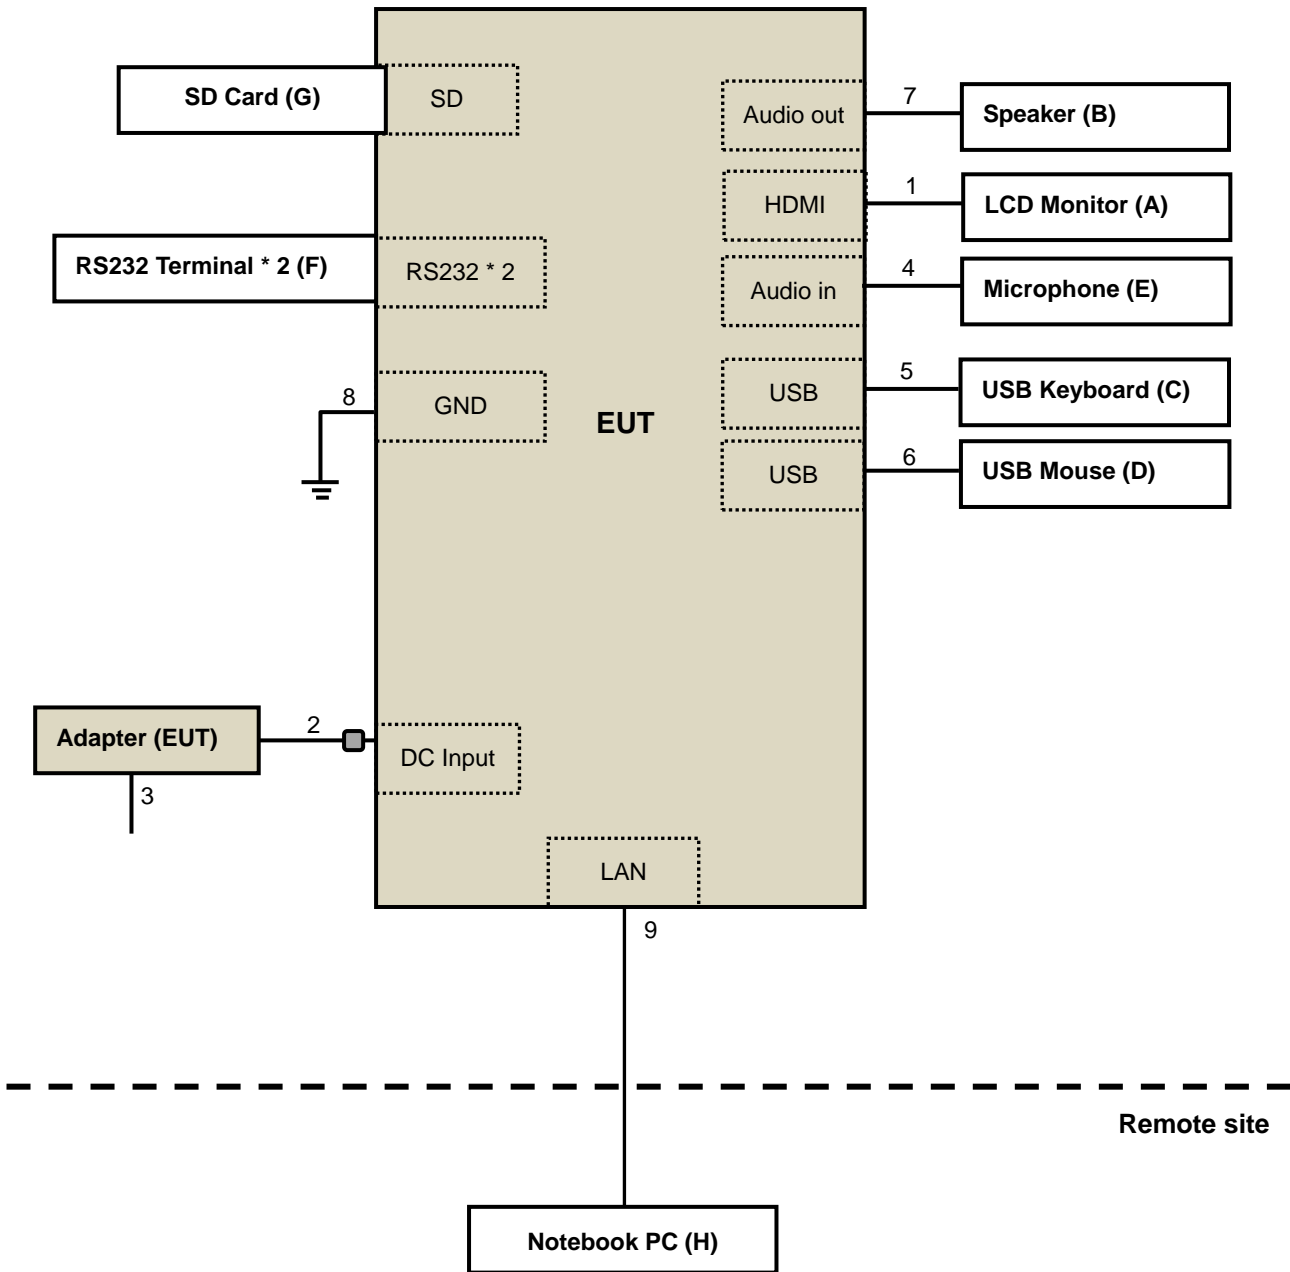 SD Card (G)
SD
Audio out
7
Speaker (B)
HDMI
1
LCD Monitor (A)
RS232 Terminal * 2 (F)
RS232 * 2
Audio in
4
Microphone (E)
8
GND
EUT
USB
5
USB Keyboard (C)
USB
6
USB Mouse (D)
Adapter (EUT)
2
DC Input
3
LAN
9
Remote site
Notebook PC (H)